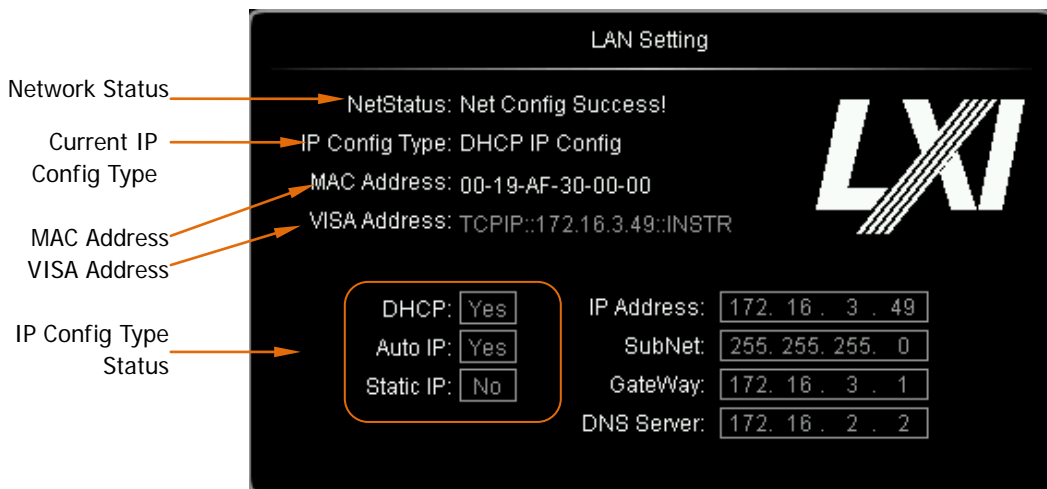 LAN Setting
Network Status
NetStatus: Net Config Success!
Current IP
Config Type
IP Config Type: DHCP IP Config
MAC Address: 00-19-AF-30-00-00
VISA Address: TCPIP::172.16.3.49::INSTR
LXI
MAC Address
VISA Address
IP Config Type
Status
DHCP: Yes
Auto IP: Yes
Static IP: No
IP Address: 172. 16 . 3 . 49
SubNet: 255. 255. 255. 0
GateWay: 172. 16 . 3 . 1
DNS Server: 172. 16 . 2 . 2